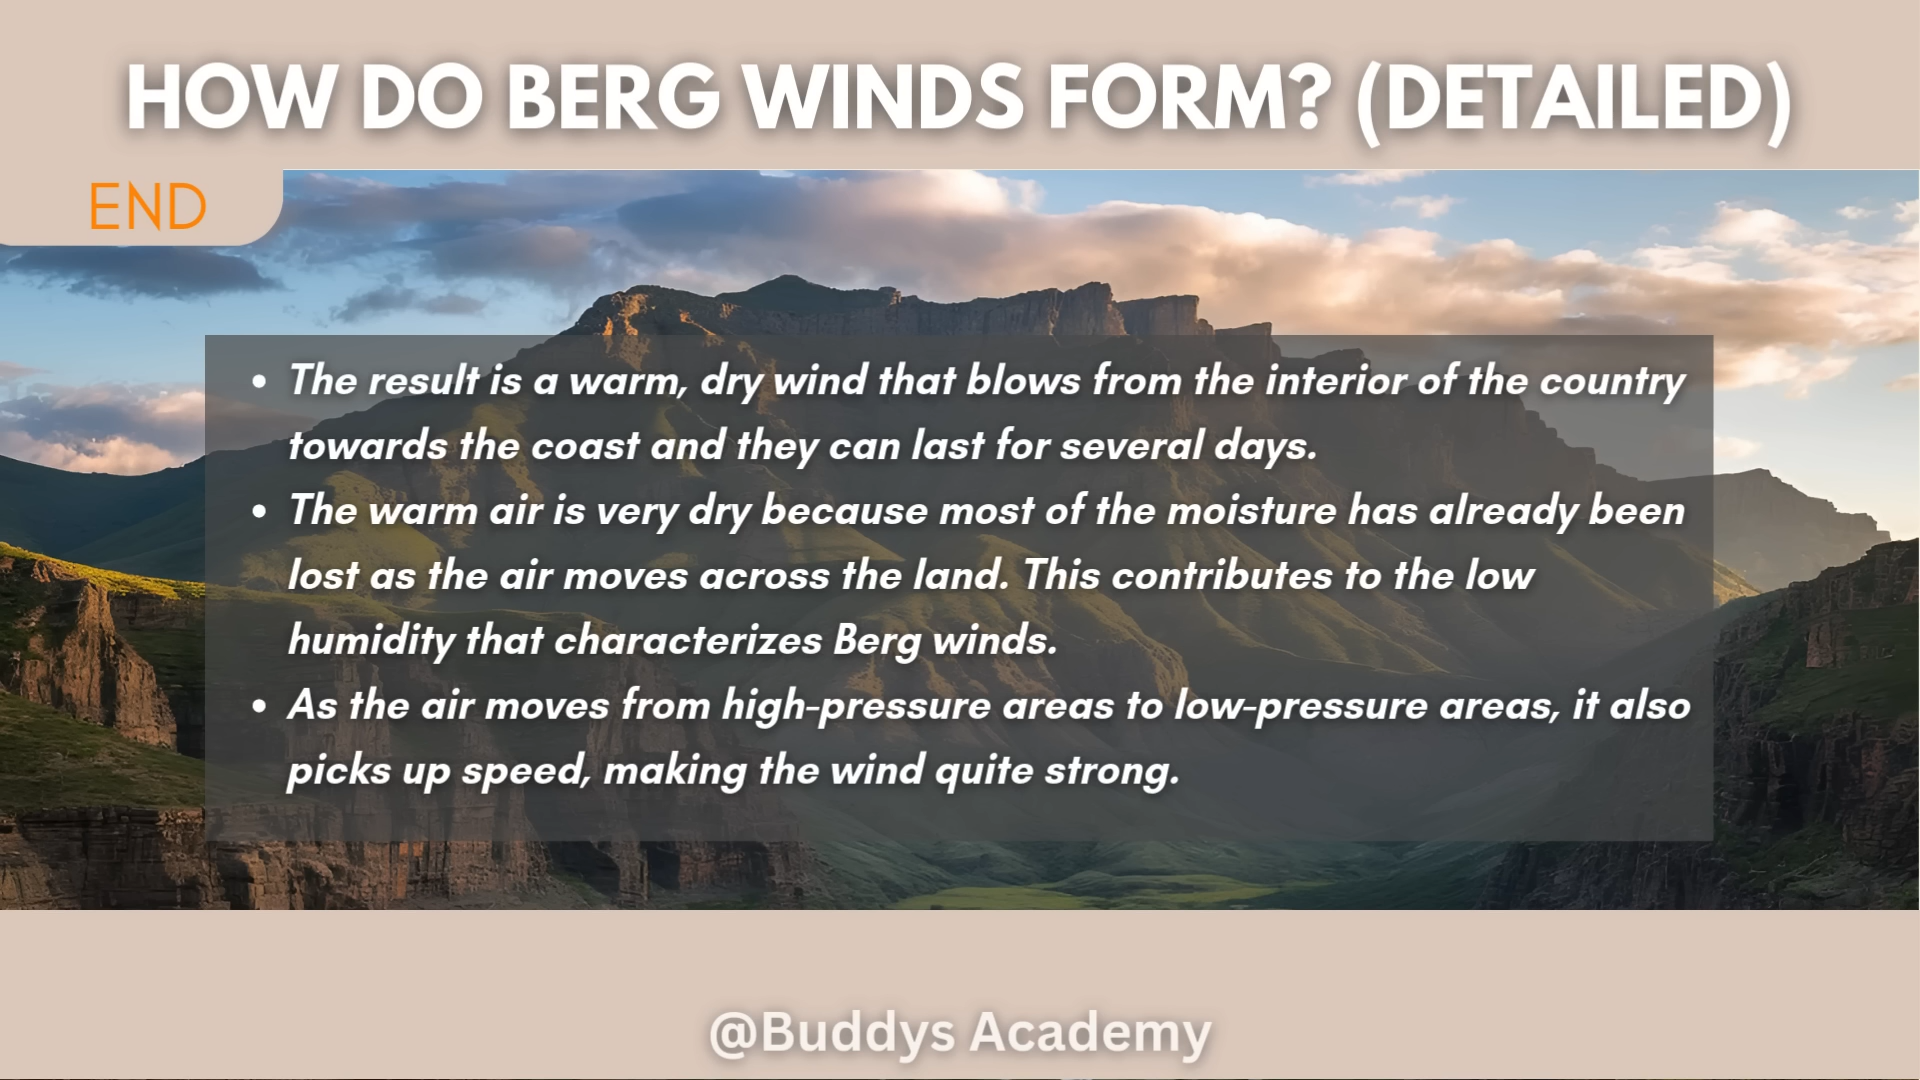 HOW DO BERG WINDS FORM? (DETAILED)
END
• The result is a warm, dry wind that blows from the interior of the country
towards the coast and they can last for several days.
• The warm air is very dry because most of the moisture has already been
lost as the air moves across the land. This contributes to the low
humidity that characterizes Berg winds.
• As the air moves from high-pressure areas to low-pressure areas, it also
picks up speed, making the wind quite strong.
@Buddys Academy